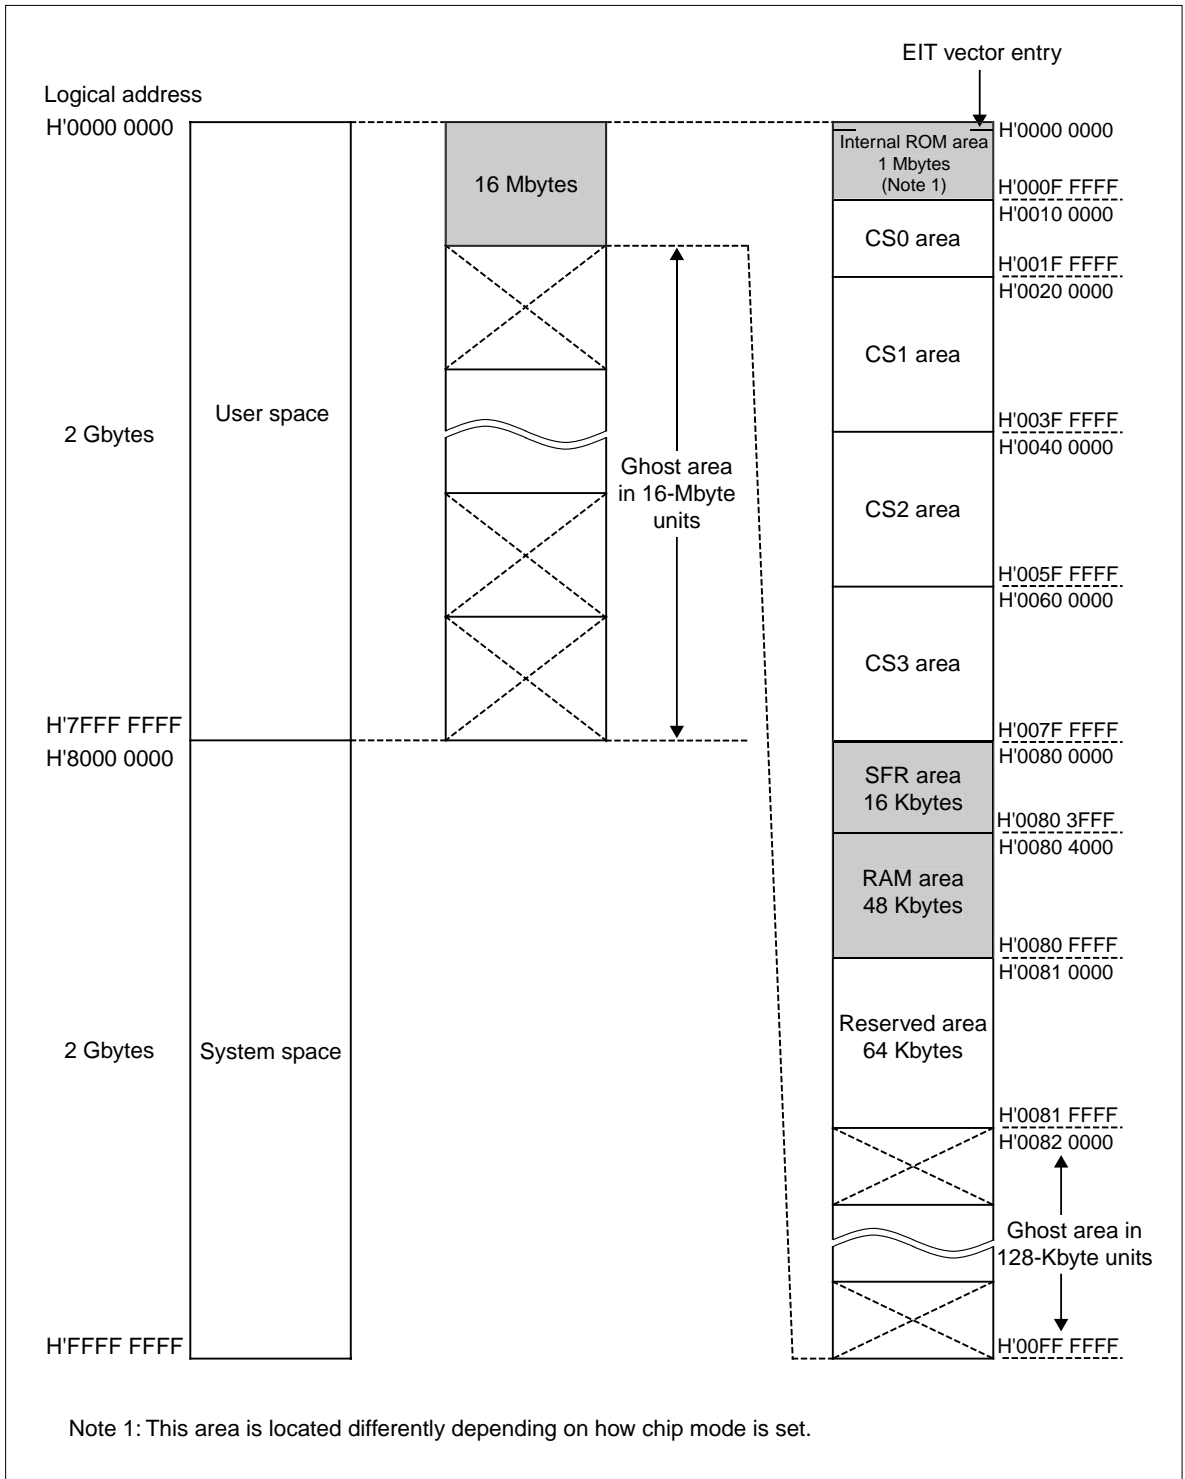 EIT vector entry
Logical address
H'0000 0000
H'0000 0000
Internal ROM area
1 Mbytes
(Note 1)
16 Mbytes
H'000F FFFF
H'0010 0000
CS0 area
H'001F FFFF
H'0020 0000
CS1 area
User space
2 Gbytes
H'003F FFFF
H'0040 0000
Ghost area
in 16-Mbyte
units
CS2 area
H'005F FFFF
H'0060 0000
CS3 area
H'7FFF FFFF
H'8000 0000
H'007F FFFF
H'0080 0000
SFR area
16 Kbytes
H'0080 3FFF
H'0080 4000
RAM area
48 Kbytes
H'0080 FFFF
H'0081 0000
Reserved area
64 Kbytes
2 Gbytes
System space
H'0081 FFFF
H'0082 0000
Ghost area in
128-Kbyte units
H'FFFF FFFF
H'00FF FFFF
Note 1: This area is located differently depending on how chip mode is set.